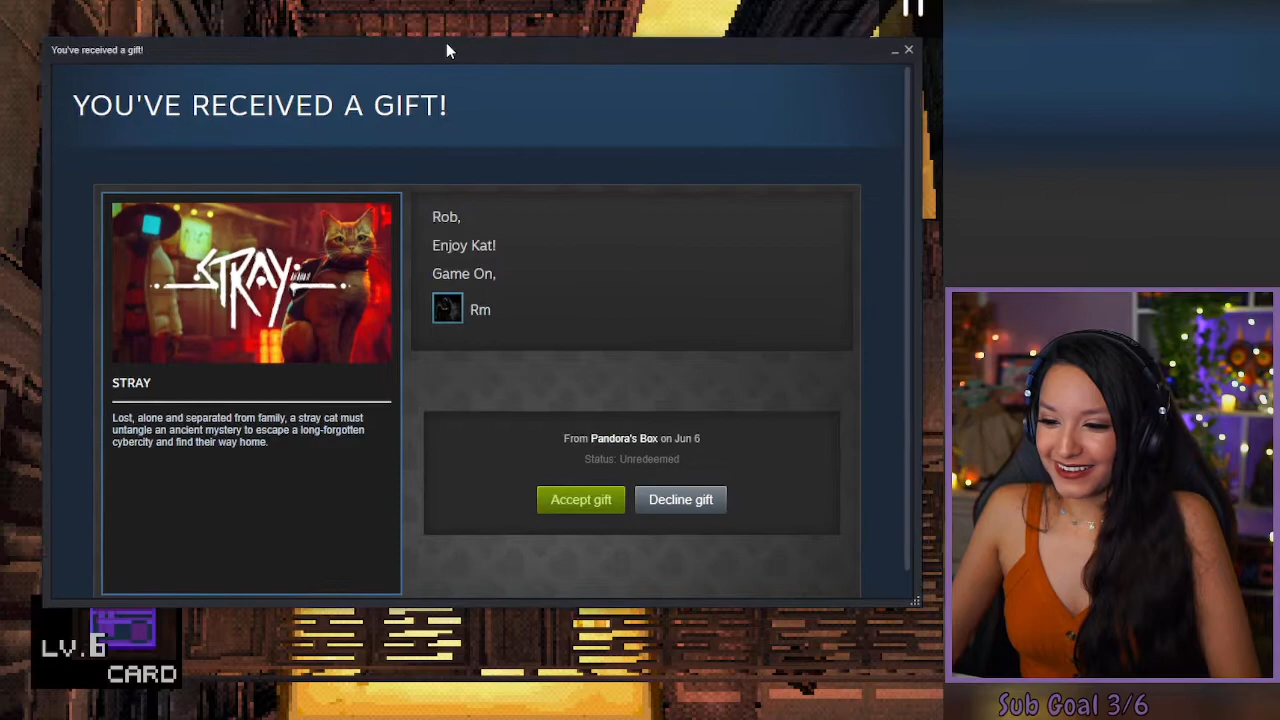 You've received a gift!
YOU'VE RECEIVED A GIFT!
STRAY
STRAY
Lost, alone and separated from family, a stray cat must
untangle an ancient mystery to escape a long-forgotten
cybercity and find their way home.
Rob,
Enjoy Kat!
Game On,
Rm
From Pandora's Box on Jun 6
Status: Unredeemed
Accept gift
Decline gift
LV.6
CARD
Sub Goal 3/6